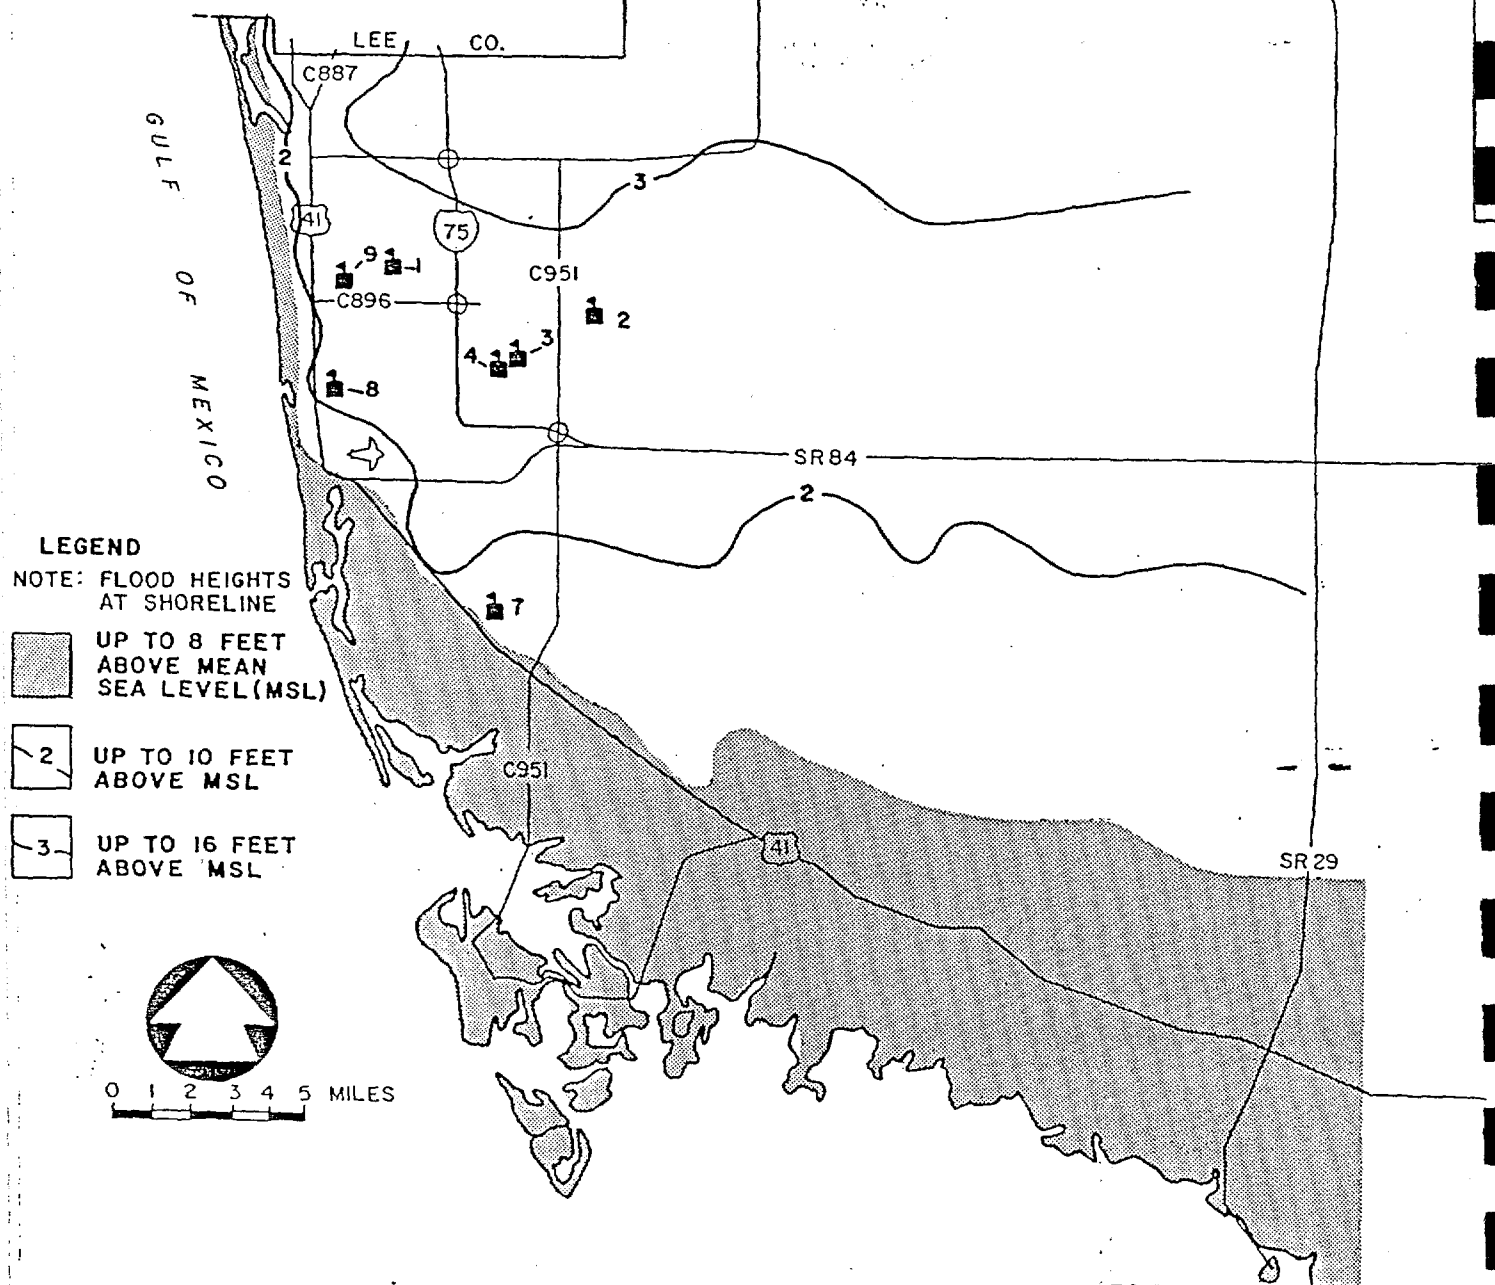 LEE CO.
C887
GULF OF MEXICO
2
3
41
75
9
1
C951
C896
2
3
4
8
SR84
2
LEGEND
NOTE: FLOOD HEIGHTS
AT SHORELINE
7
UP TO 8 FEET
ABOVE MEAN
SEA LEVEL(MSL)
2
UP TO 10 FEET
ABOVE MSL
C951
3
UP TO 16 FEET
ABOVE MSL
41
SR29
0 1 2 3 4 5 MILES